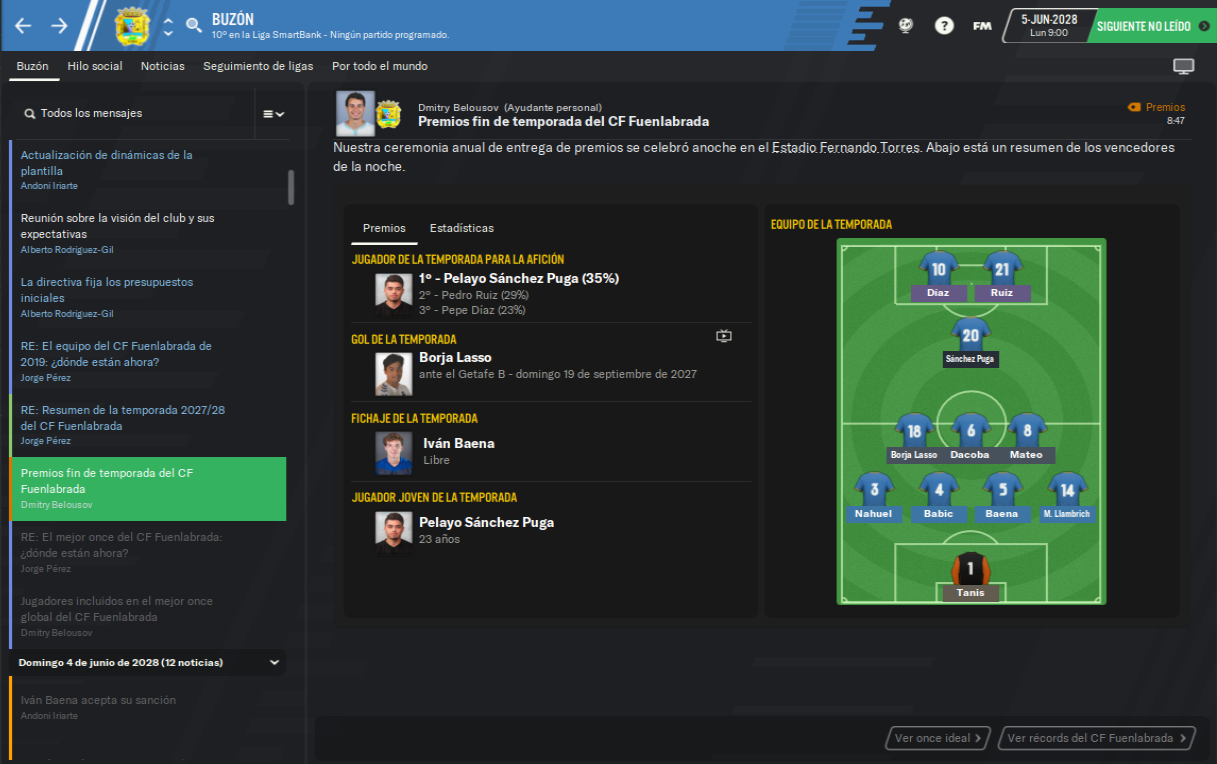 BUZÓN
10º en la Liga SmartBank - Ningún partido programado.
?
FM
5-JUN-2028
Lun 9:00
SIGUIENTE NO LEÍDO
Buzón
Hilo social
Noticias
Seguimiento de ligas
Por todo el mundo
Todos los mensajes
Actualización de dinámicas de la
plantilla
Andoni Iriarte
Reunión sobre la visión del club y sus
expectativas
Alberto Rodríguez-Gil
La directiva fija los presupuestos
iniciales
Alberto Rodríguez-Gil
RE: El equipo del CF Fuenlabrada de
2019: ¿dónde están ahora?
Jorge Pérez
RE: Resumen de la temporada 2027/28
del CF Fuenlabrada
Jorge Pérez
Premios fin de temporada del CF
Fuenlabrada
Dmitry Belousov
RE: El mejor once del CF Fuenlabrada:
¿dónde están ahora?
Jorge Pérez
Jugadores incluidos en el mejor once
global del CF Fuenlabrada
Dmitry Belousov
Domingo 4 de junio de 2028 (12 noticias)
Iván Baena acepta su sanción
Andoni Iriarte
Dmitry Belousov (Ayudante personal)
Premios fin de temporada del CF Fuenlabrada
Premios
8:47
Nuestra ceremonia anual de entrega de premios se celebró anoche en el Estadio Fernando Torres. Abajo está un resumen de los vencedores
de la noche.
Premios
Estadísticas
JUGADOR DE LA TEMPORADA PARA LA AFICIÓN
1º - Pelayo Sánchez Puga (35%)
2º - Pedro Ruiz (29%)
3º - Pepe Díaz (23%)
GOL DE LA TEMPORADA
Borja Lasso
ante el Getafe B - domingo 19 de septiembre de 2027
FICHAJE DE LA TEMPORADA
Iván Baena
Libre
JUGADOR JOVEN DE LA TEMPORADA
Pelayo Sánchez Puga
23 años
EQUIPO DE LA TEMPORADA
10 21
Díaz Ruíz
20
Sánchez Puga
18 6 8
Borja Lasso Dacoba Mateo
3 4 5 14
Nahuel Babic Baena M. Llambrich
1
Tanis
Ver once ideal
Ver récords del CF Fuenlabrada